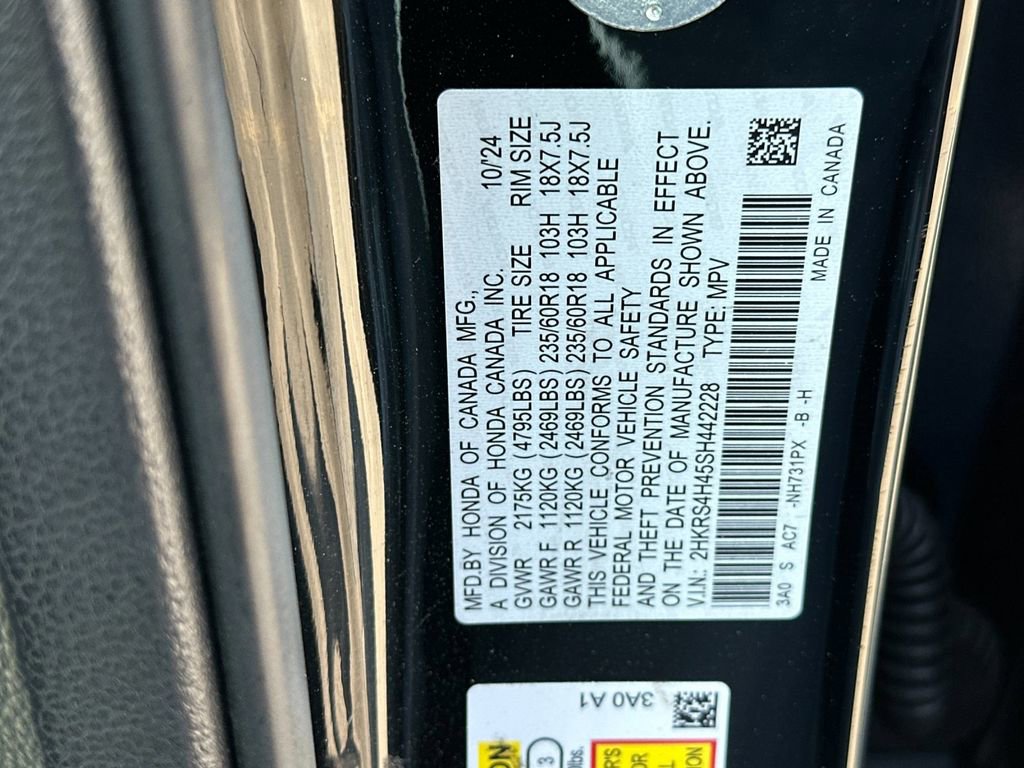 MFD.BY HONDA OF CANADA MFG., 10/24
A DIVISION OF HONDA CANADA INC.
GVWR 2175KG (4795LBS) TIRE SIZE RIM SIZE
GAWR F 1120KG (2469LBS) 235/60R18 103H 18X7.5J
GAWR R 1120KG (2469LBS) 235/60R18 103H 18X7.5J
THIS VEHICLE CONFORMS TO ALL APPLICABLE
FEDERAL MOTOR VEHICLE SAFETY
AND THEFT PREVENTION STANDARDS IN EFFECT
ON THE DATE OF MANUFACTURE SHOWN ABOVE.
V.I.N.: 2HKRS4H45SH442228 TYPE: MPV
3A0 S AC7 -NH731PX -B -H
MADE IN CANADA
3A0 A1
3
lbs.